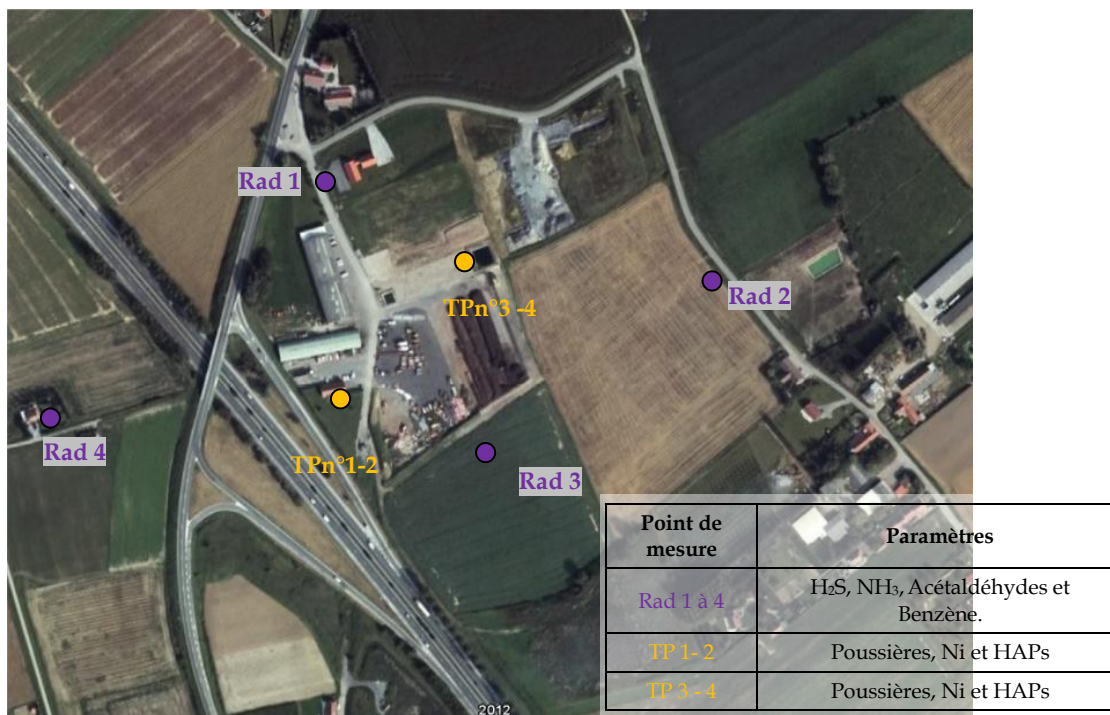 Rad 1
Rad 2
TPn°3 -4
Rad 4
TPn°1-2
Rad 3
Point de mesure
Paramètres
Rad 1 à 4
H₂S, NH₃, Acétaldéhydes et
Benzène.
TP 1- 2
Poussières, Ni et HAPs
TP 3 - 4
Poussières, Ni et HAPs
2012